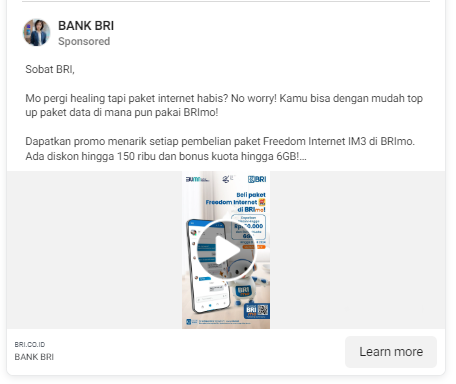 BANK BRI
Sponsored
Sobat BRI,
Mo pergi healing tapi paket internet habis? No worry! Kamu bisa dengan mudah top
up paket data di mana pun pakai BRImo!
Dapatkan promo menarik setiap pembelian paket Freedom Internet IM3 di BRImo.
Ada diskon hingga 150 ribu dan bonus kuota hingga 6GB!...
BRI
Beli paket
Freedom Internet
di BRImo!
BRI
BRI.CO.ID
BANK BRI
Learn more